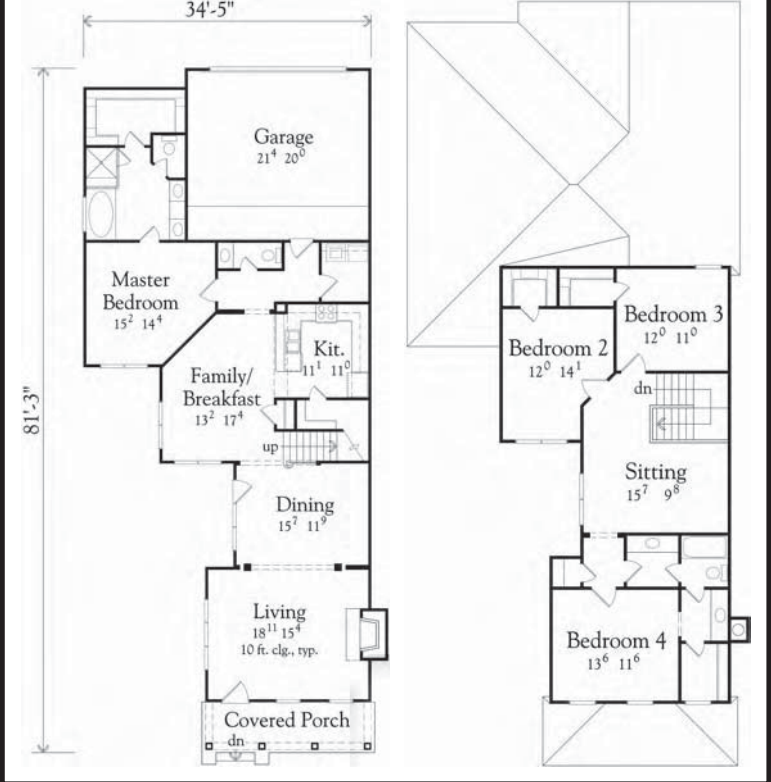 34'-5"
81'-3"
Garage
21⁴ 20⁰
Master
Bedroom
15² 14⁴
Kit.
11¹ 11⁰
Family/
Breakfast
13² 17⁴
up
Dining
15⁷ 11⁹
Living
18¹¹ 15⁴
10 ft. clg., typ.
Covered Porch
dn
Bedroom 3
12⁰ 11⁰
Bedroom 2
12⁰ 14¹
dn
Sitting
15⁷ 9⁸
Bedroom 4
13⁶ 11⁶